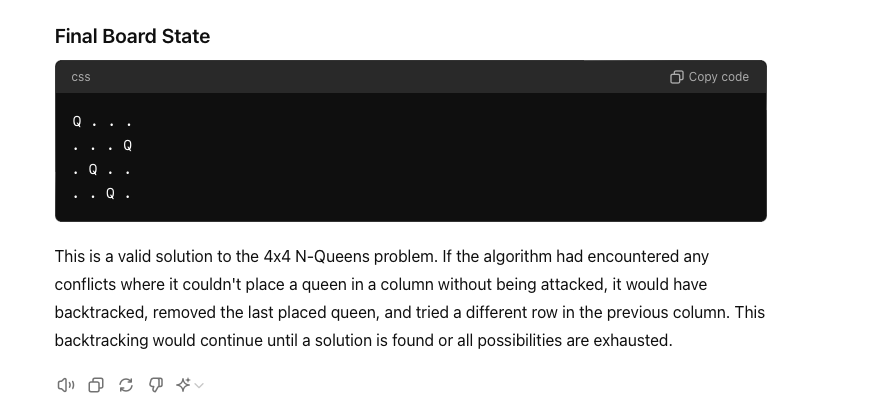 Final Board State
css Copy code
Q . . .
. . . Q
. Q . .
. . Q .
This is a valid solution to the 4x4 N-Queens problem. If the algorithm had encountered any
conflicts where it couldn't place a queen in a column without being attacked, it would have
backtracked, removed the last placed queen, and tried a different row in the previous column. This
backtracking would continue until a solution is found or all possibilities are exhausted.